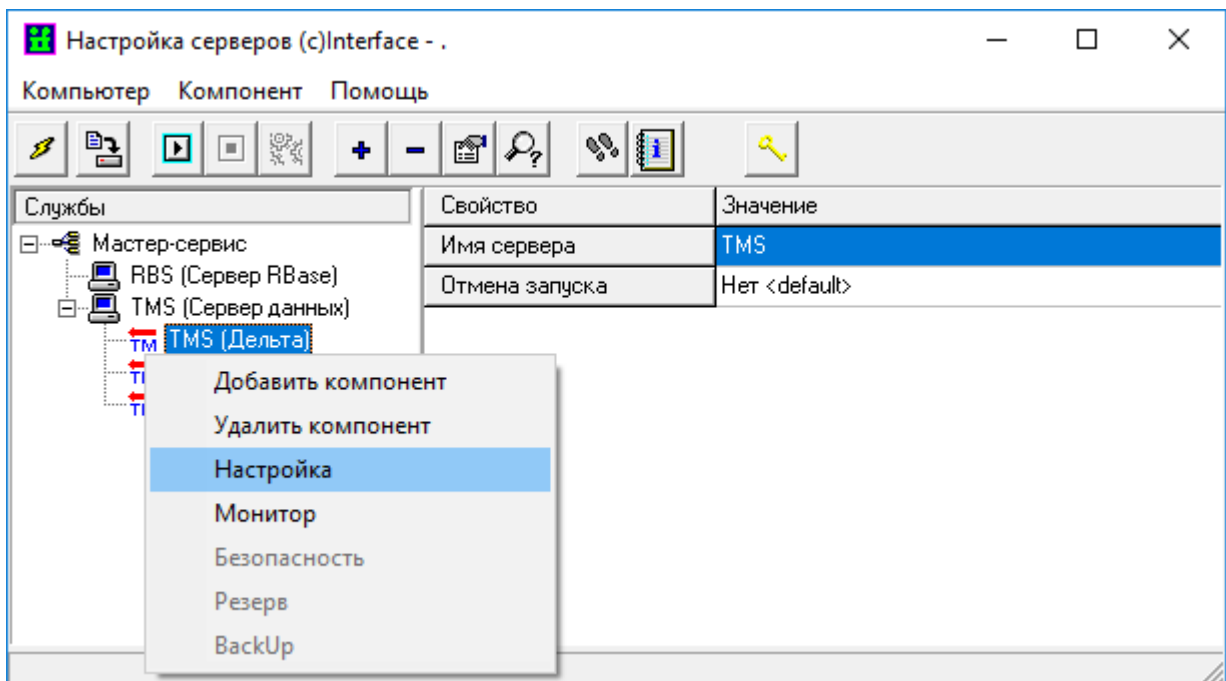 Настройка серверов (c)Interface - .
Компьютер Компонент Помощь
Службы
Свойство Значение
Мастер-сервис
Имя сервера TMS
RBS (Сервер RBase)
Отмена запуска Нет <default>
TMS (Сервер данных)
TM TMS (Дельта)
Добавить компонент
Удалить компонент
Настройка
Монитор
Безопасность
Резерв
BackUp